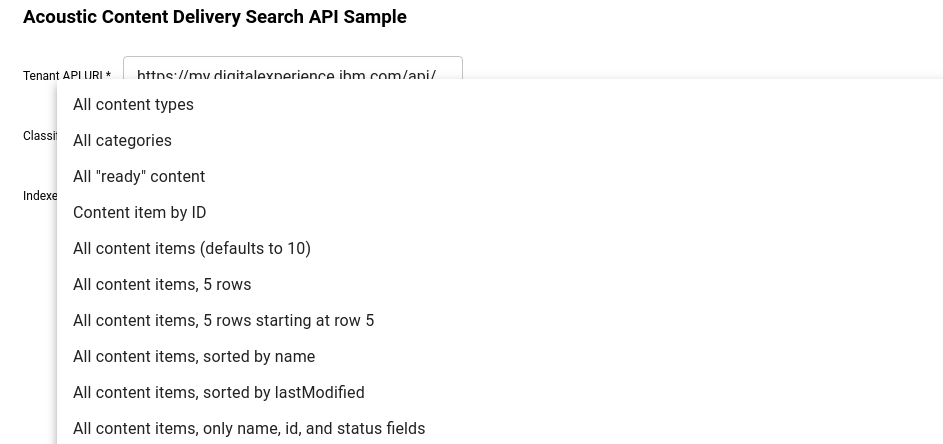 Acoustic Content Delivery Search API Sample
Tenant API URL *
https://my.digitalexperience.ibm.com/api/
Classif
Indexe
All content types
All categories
All "ready" content
Content item by ID
All content items (defaults to 10)
All content items, 5 rows
All content items, 5 rows starting at row 5
All content items, sorted by name
All content items, sorted by lastModified
All content items, only name, id, and status fields